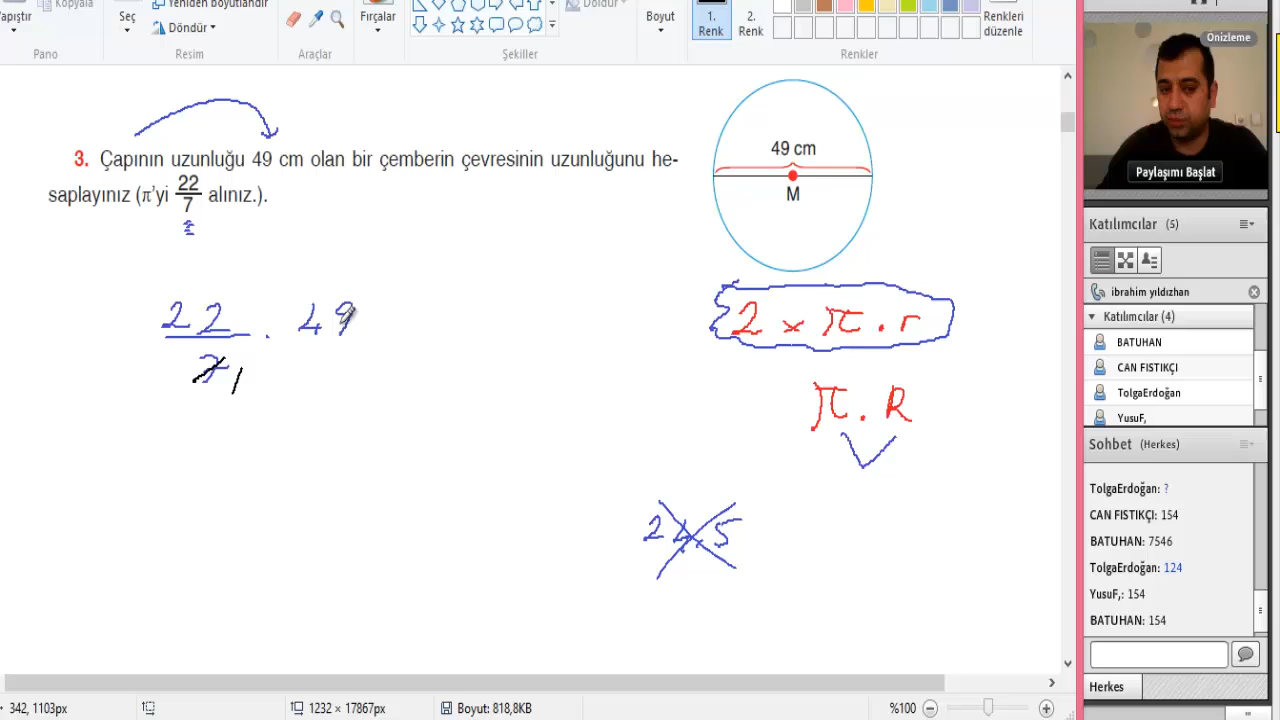 Yapıştır
Kopyala
Pano
Seç
Yeniden boyutlandır
Döndür
Resim
Araçlar
Fırçalar
Şekiller
Doldur
Boyut
1.
Renk
2.
Renk
Renkleri
düzenle
Renkler
3. Çapının uzunluğu 49 cm olan bir çemberin çevresinin uzunluğunu he-
saplayınız (π'yi 22/7 alınız.).
49 cm
M
22/7 1 . 49
2 x π . r
π . R
24.5
342, 1103px
1232 × 17867px
Boyut: 818,8KB
%100
Önizleme
Paylaşımı Başlat
Katılımcılar (5)
ibrahim yıldızhan
Katılımcılar (4)
BATUHAN
CAN FISTIKÇI
TolgaErdoğan
YusuF,
Sohbet (Herkes)
TolgaErdoğan: ?
CAN FISTIKÇI: 154
BATUHAN: 7546
TolgaErdoğan: 124
YusuF,: 154
BATUHAN: 154
Herkes